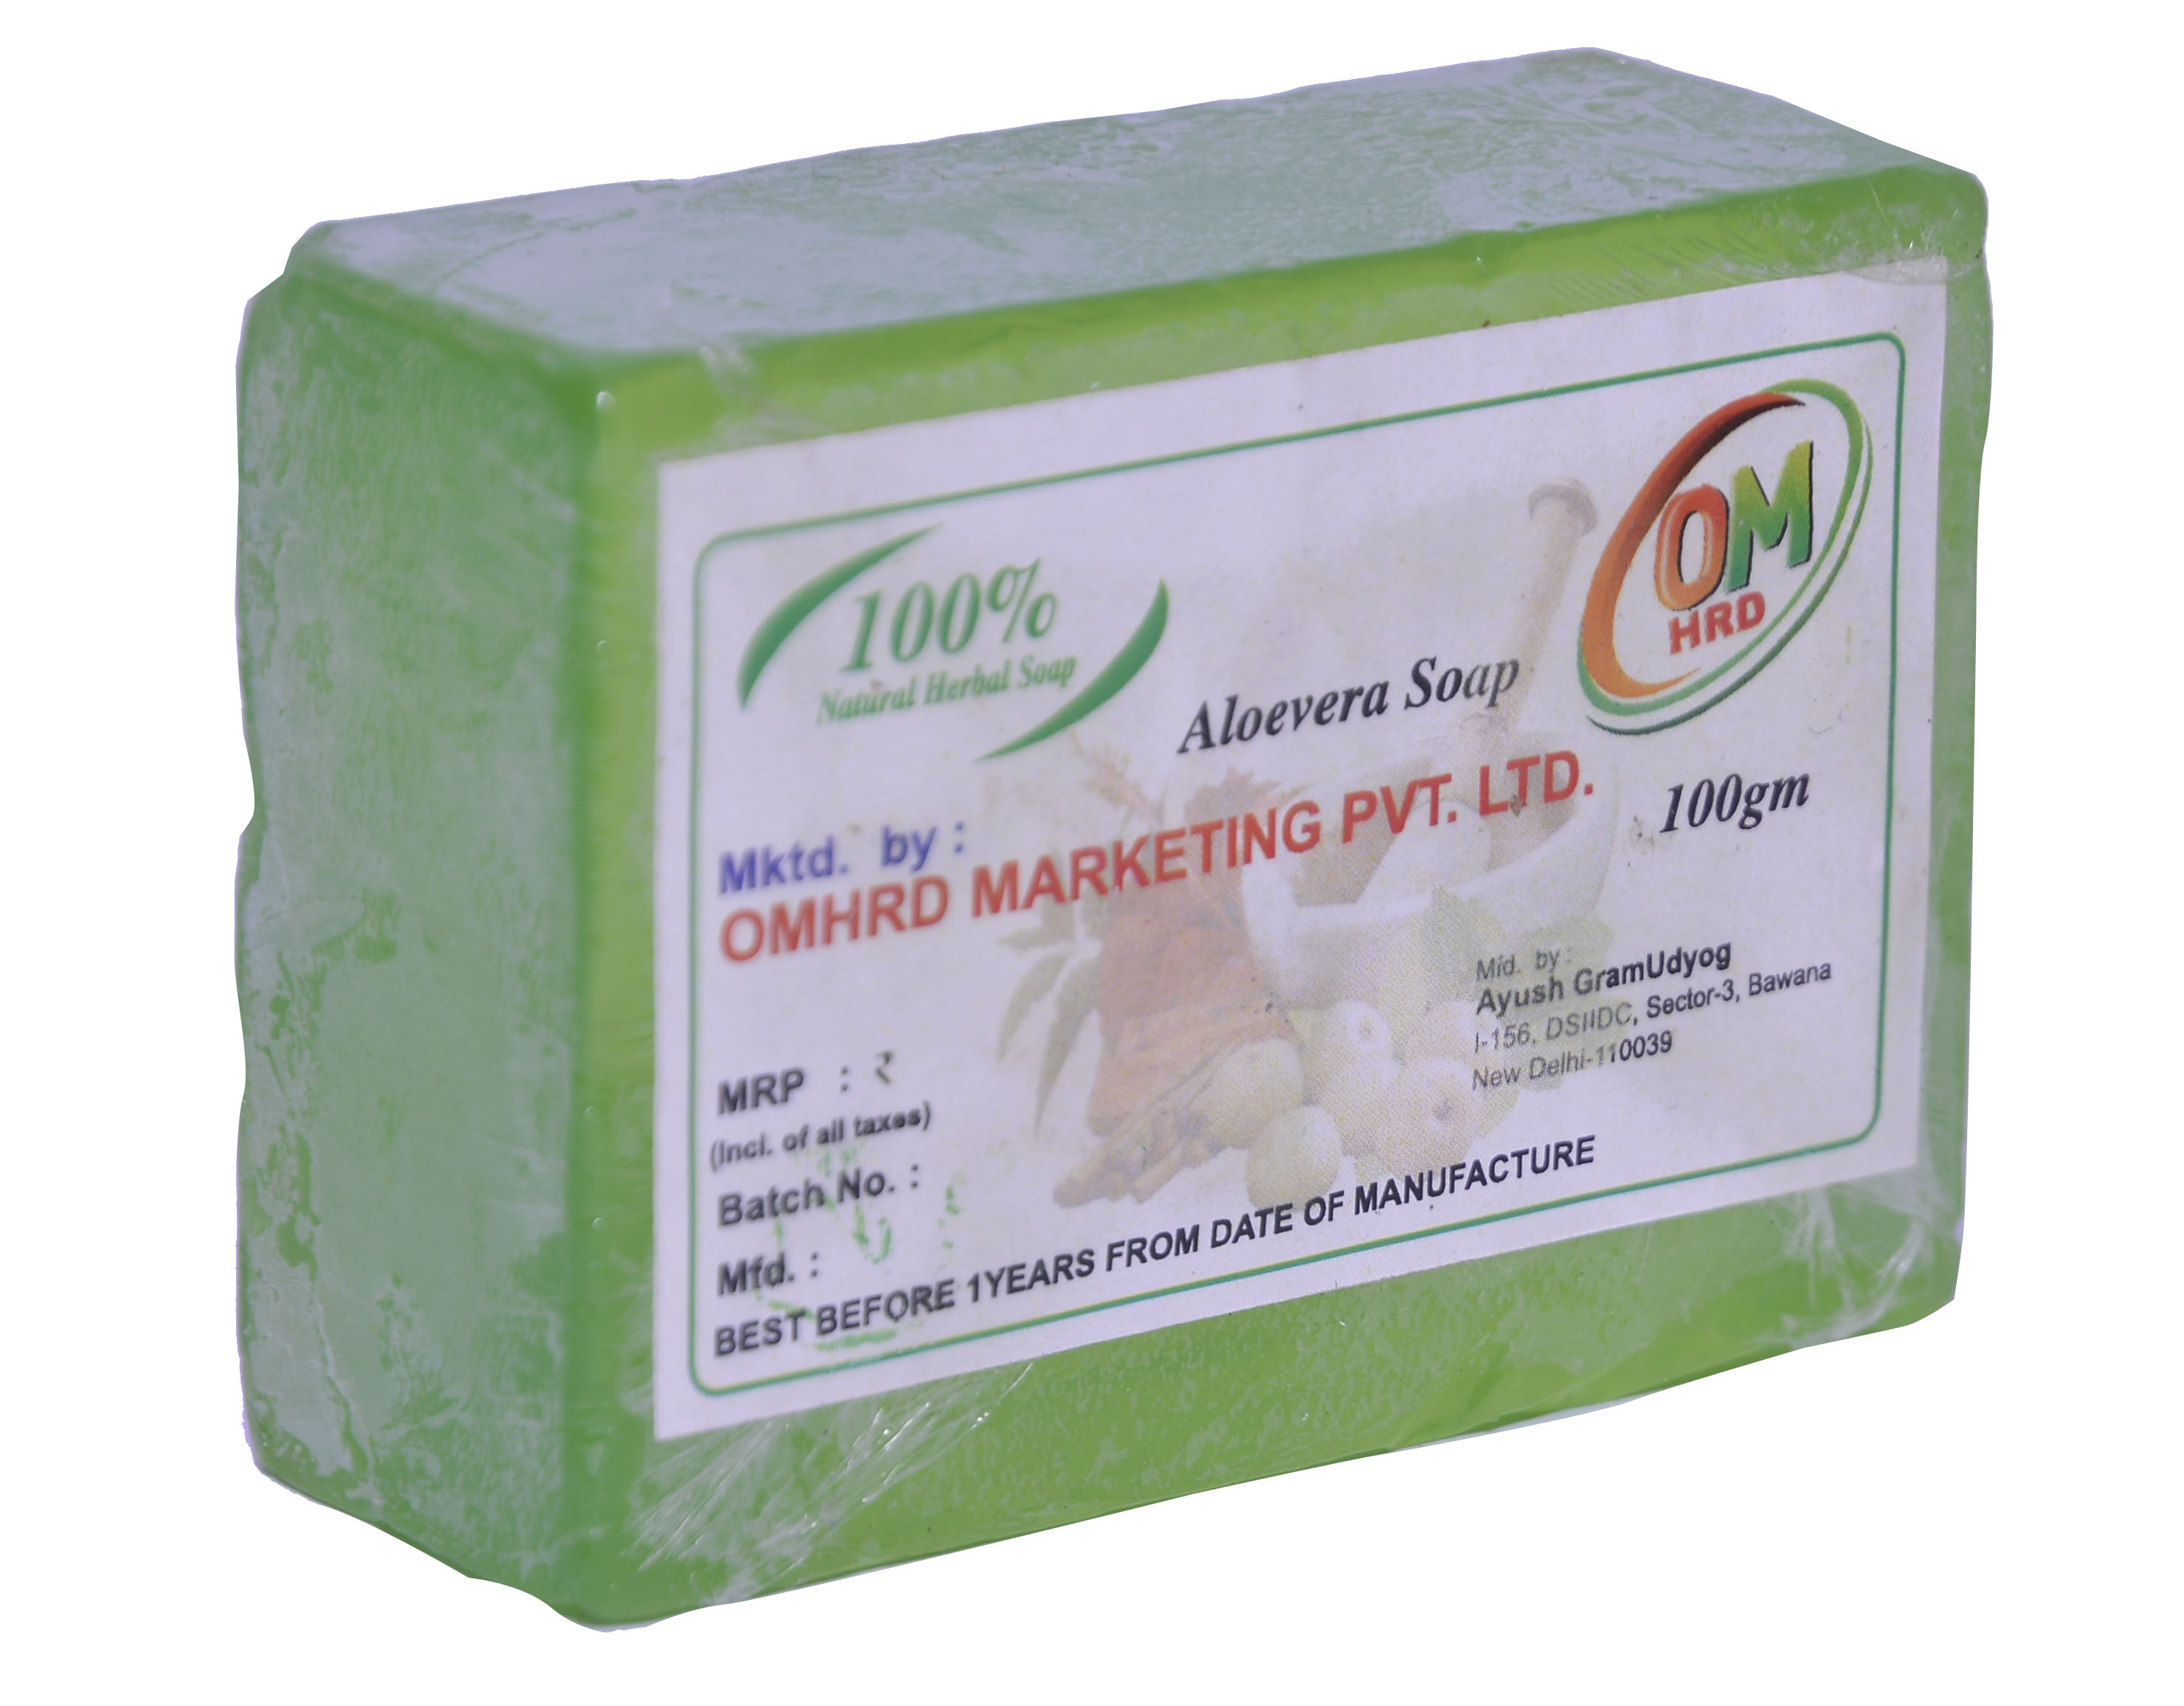 100%
Natural Herbal Soap
OM
HRD
Aloevera Soap
100gm
Mktd. by :
OMHRD MARKETING PVT. LTD.
Mfd. by :
Ayush GramUdyog
I-156, DSIIDC, Sector-3, Bawana
New Delhi-110039
MRP : ₹
(Incl. of all taxes)
Batch No. :
Mfd. :
BEST BEFORE 1YEARS FROM DATE OF MANUFACTURE